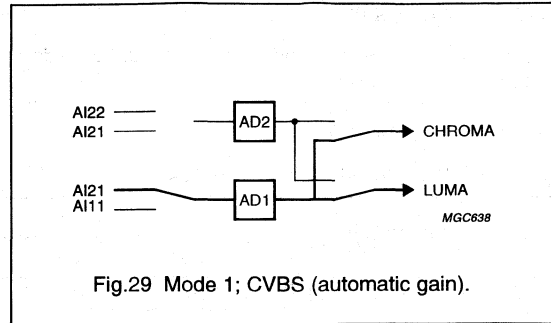 AI22
AI21
AD2
CHROMA
AI21
AI11
AD1
LUMA
MGC638
Fig.29 Mode 1; CVBS (automatic gain).